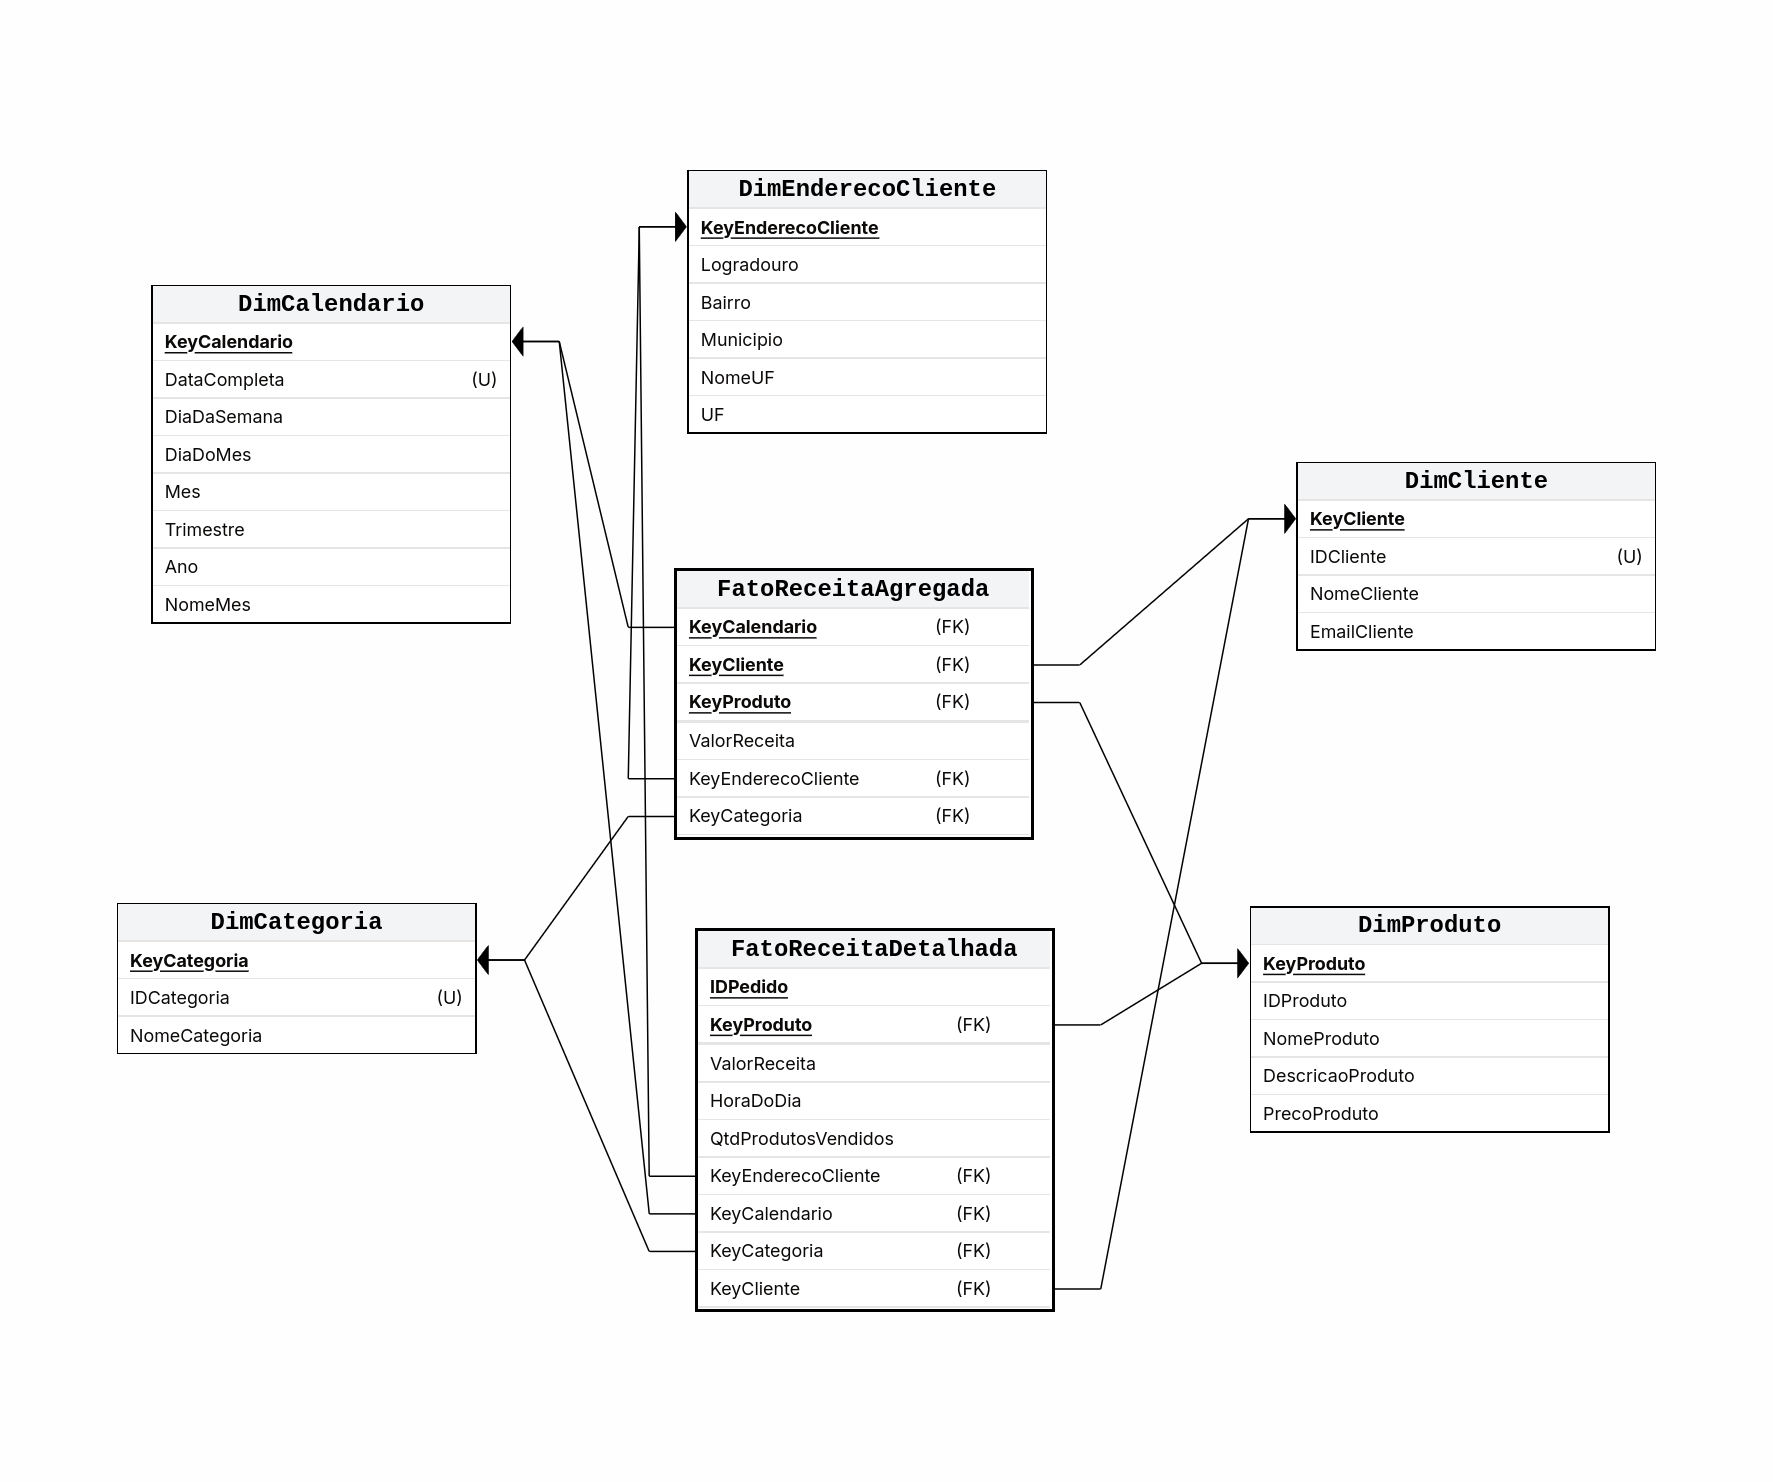 DimEnderecoCliente
KeyEnderecoCliente
Logradouro
Bairro
Municipio
NomeUF
UF
DimCalendario
KeyCalendario
DataCompleta (U)
DiaDaSemana
DiaDoMes
Mes
Trimestre
Ano
NomeMes
DimCliente
KeyCliente
IDCliente (U)
NomeCliente
EmailCliente
FatoReceitaAgregada
KeyCalendario (FK)
KeyCliente (FK)
KeyProduto (FK)
ValorReceita
KeyEnderecoCliente (FK)
KeyCategoria (FK)
DimCategoria
KeyCategoria
IDCategoria (U)
NomeCategoria
FatoReceitaDetalhada
IDPedido
KeyProduto (FK)
ValorReceita
HoraDoDia
QtdProdutosVendidos
KeyEnderecoCliente (FK)
KeyCalendario (FK)
KeyCategoria (FK)
KeyCliente (FK)
DimProduto
KeyProduto
IDProduto
NomeProduto
DescricaoProduto
PrecoProduto